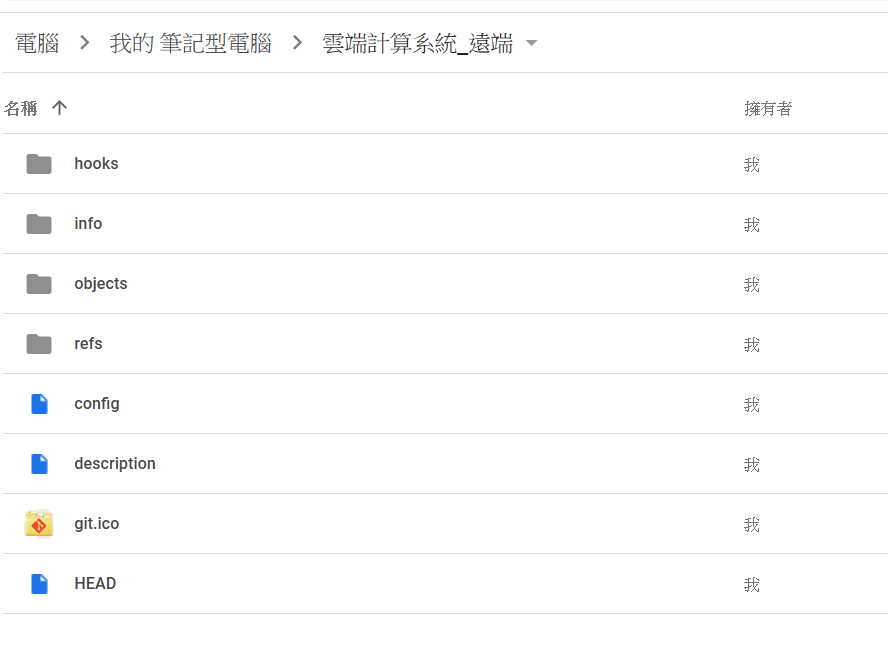 電腦 > 我的 筆記型電腦 > 雲端計算系統_遠端
名稱 ↑ 擁有者
hooks 我
info 我
objects 我
refs 我
config 我
description 我
git.ico 我
HEAD 我